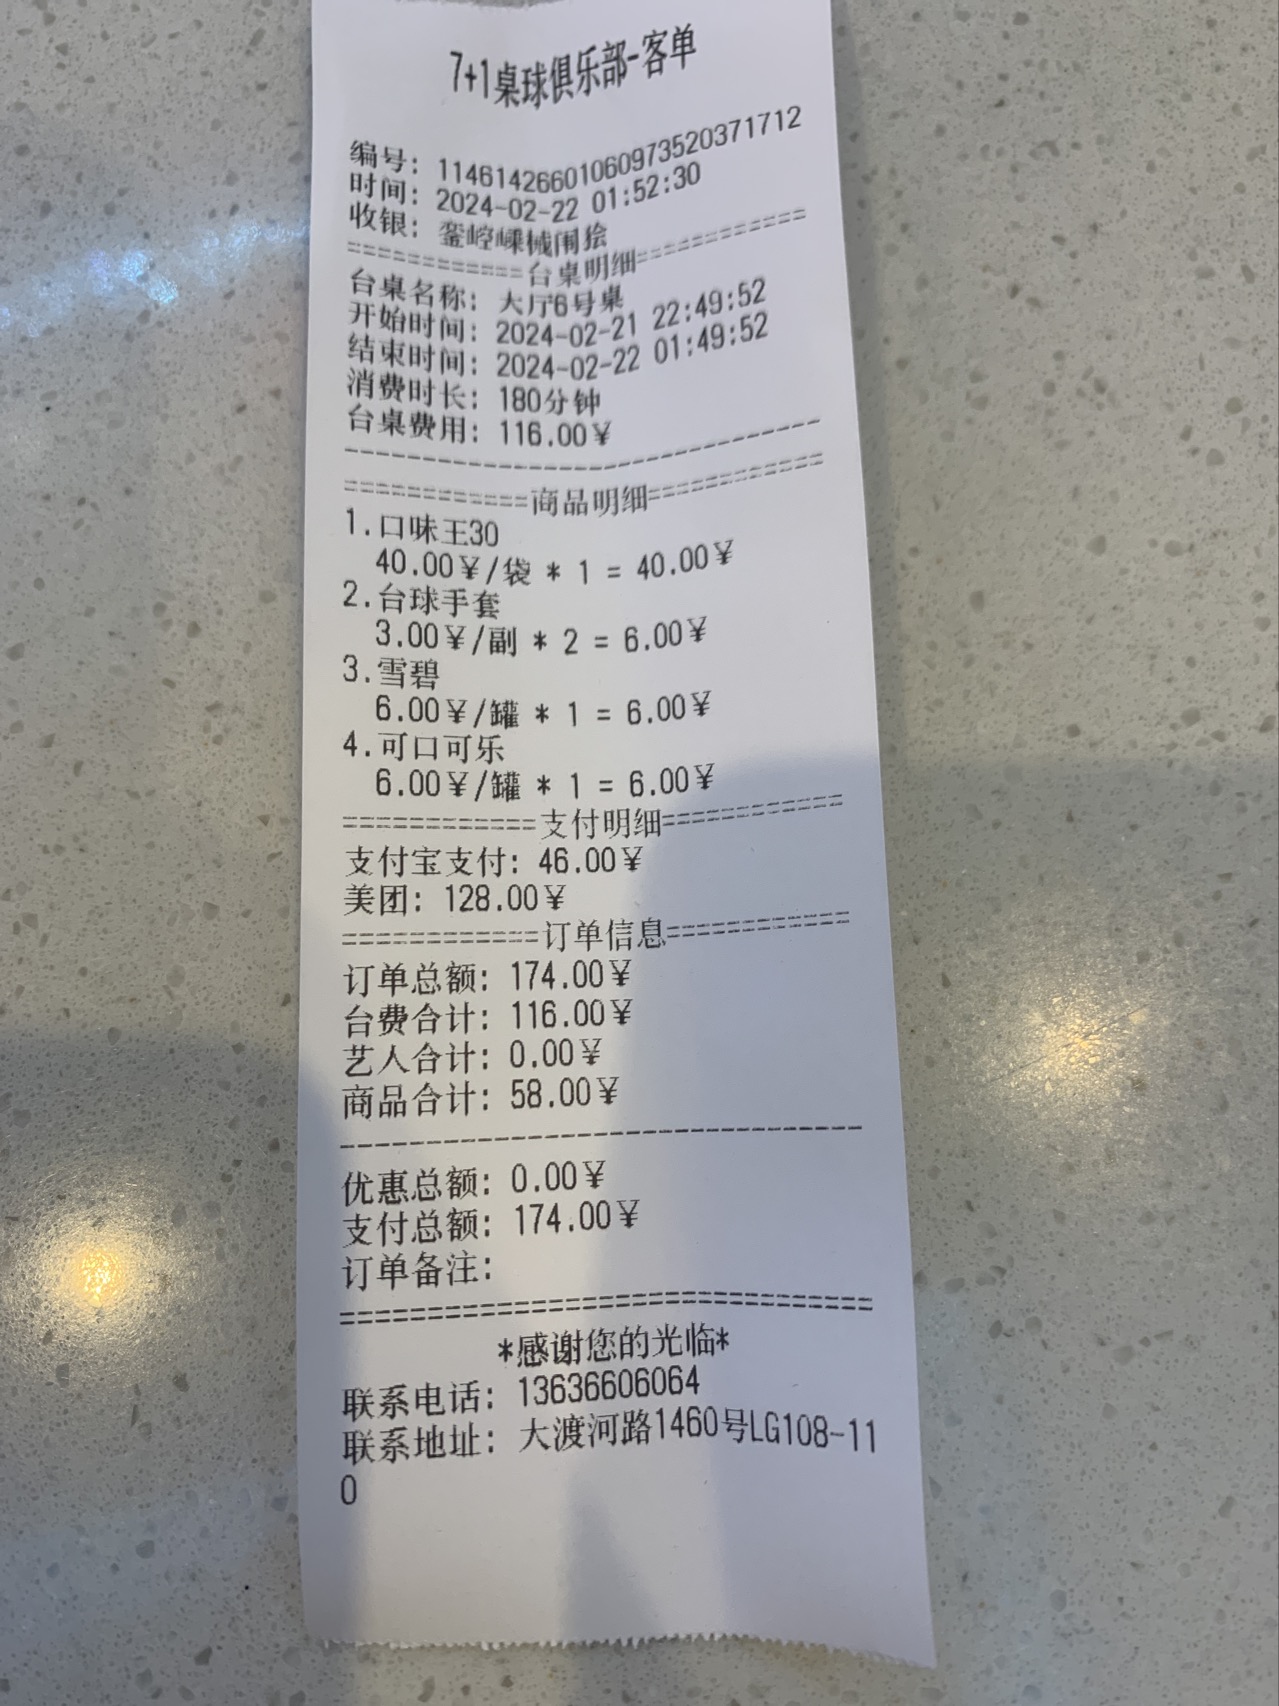 7+1桌球俱乐部-客单
编号: 1146142660106097352037​1712
时间: 2024-02-22 01:52:30
收银:
============台桌明细============
台桌名称: 大厅6号桌
开始时间: 2024-02-21 22:49:52
结束时间: 2024-02-22 01:49:52
消费时长: 180分钟
台桌费用: 116.00¥
--------------------------------
============商品明细============
1.口味王30
40.00¥/袋 * 1 = 40.00¥
2.台球手套
3.00¥/副 * 2 = 6.00¥
3.雪碧
6.00¥/罐 * 1 = 6.00¥
4.可口可乐
6.00¥/罐 * 1 = 6.00¥
============支付明细============
支付宝支付: 46.00¥
美团: 128.00¥
============订单信息============
订单总额: 174.00¥
台费合计: 116.00¥
艺人合计: 0.00¥
商品合计: 58.00¥
--------------------------------
优惠总额: 0.00¥
支付总额: 174.00¥
订单备注:
================================
*感谢您的光临*
联系电话: 13636606064
联系地址: 大渡河路1460号LG108-11
0